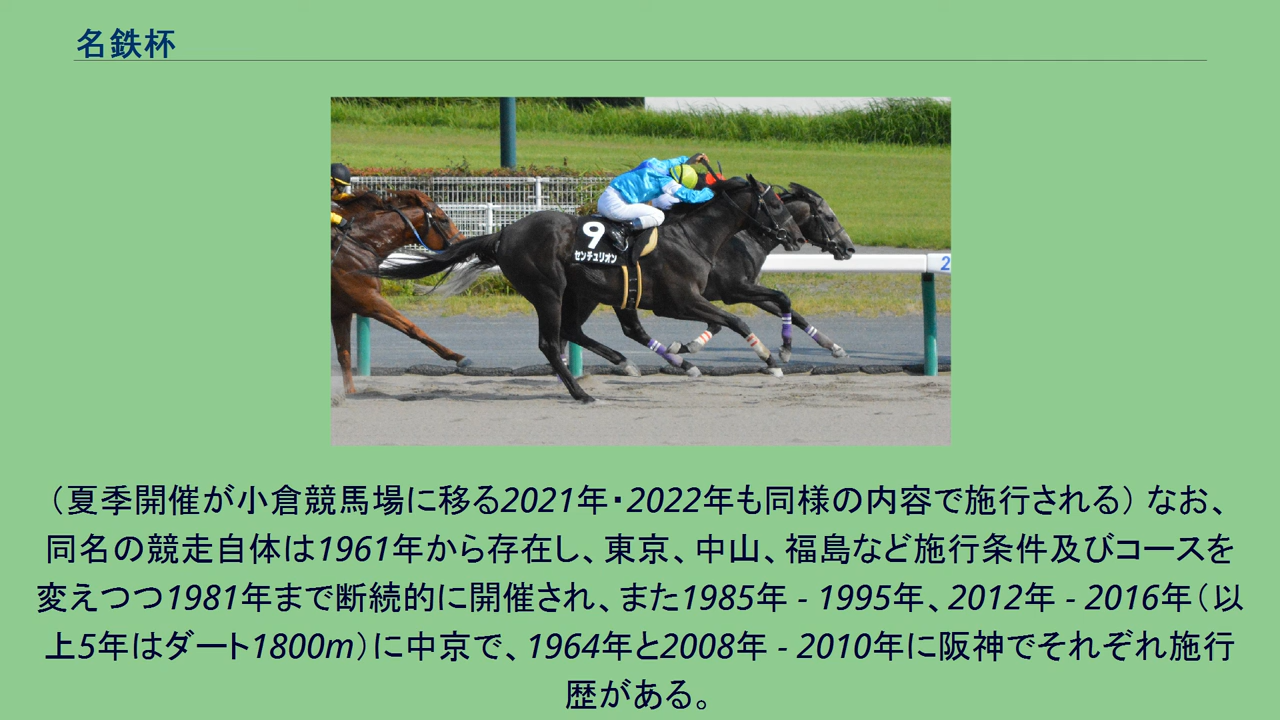 名鉄杯
9
センチュリオン
2
（夏季開催が小倉競馬場に移る2021年・2022年も同様の内容で施行される）なお、
同名の競走自体は1961年から存在し、東京、中山、福島など施行条件及びコースを
変えつつ1981年まで断続的に開催され、また1985年 - 1995年、2012年 - 2016年（以
上5年はダート1800m）に中京で、1964年と2008年 - 2010年に阪神でそれぞれ施行
歴がある。